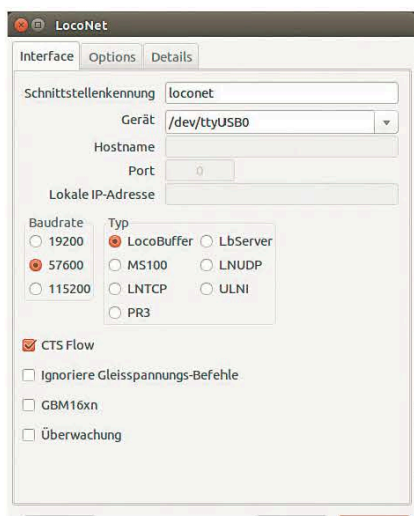 LocoNet
Interface Options Details
Schnittstellenkennung loconet
Gerät /dev/ttyUSB0
Hostname
Port 0
Lokale IP-Adresse
Baudrate Typ
19200 LocoBuffer LbServer
57600 MS100 LNUDP
115200 LNTCP ULNI
PR3
CTS Flow
Ignoriere Gleisspannungs-Befehle
GBM16xn
Überwachung